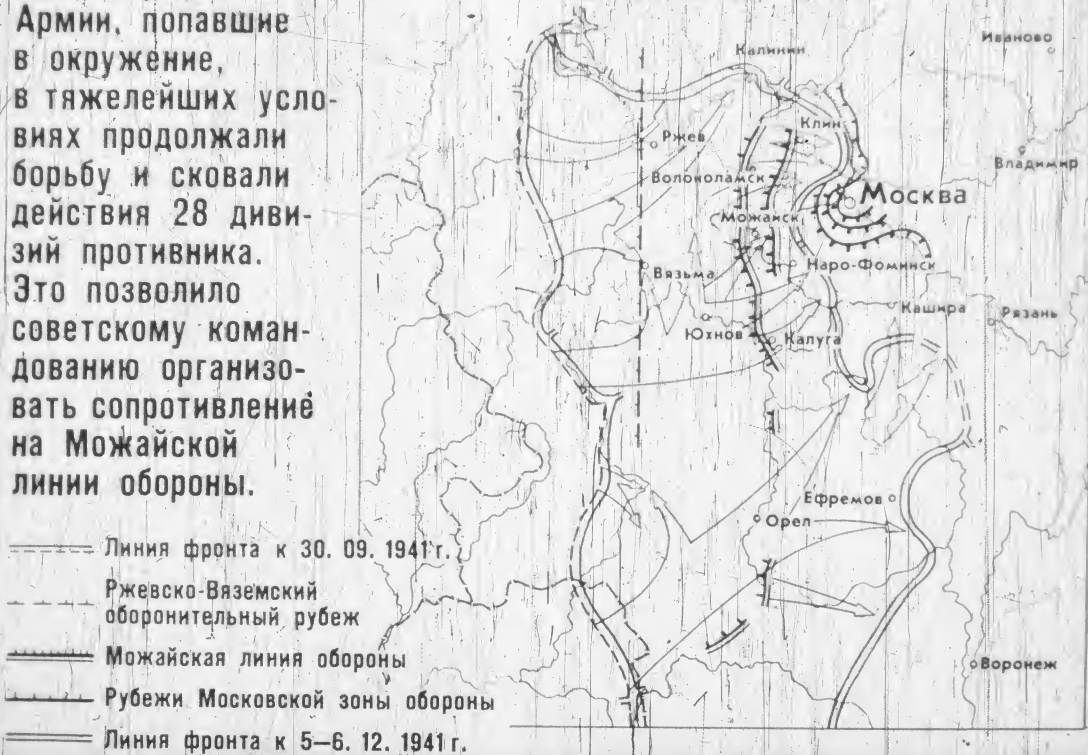 Армии, попавшие
в окружение,
в тяжелейших усло-
виях продолжали
борьбу и сковали
действия 28 диви-
зий противника.
Это позволило
советскому коман-
дованию организо-
вать сопротивление
на Можайской
линии обороны.
Линия фронта к 30. 09. 1941 г.
Ржевско-Вяземский
оборонительный рубеж
Можайская линия обороны
Рубежи Московской зоны обороны
Линия фронта к 5—6. 12. 1941 г.
Иваново
Калинин
Клин
Ржев
Владимир
Волоколамск
Москва
Можайск
Вязьма
Наро-Фоминск
Кашира
Рязань
Юхнов
Калуга
Ефремов
Орел
Воронеж